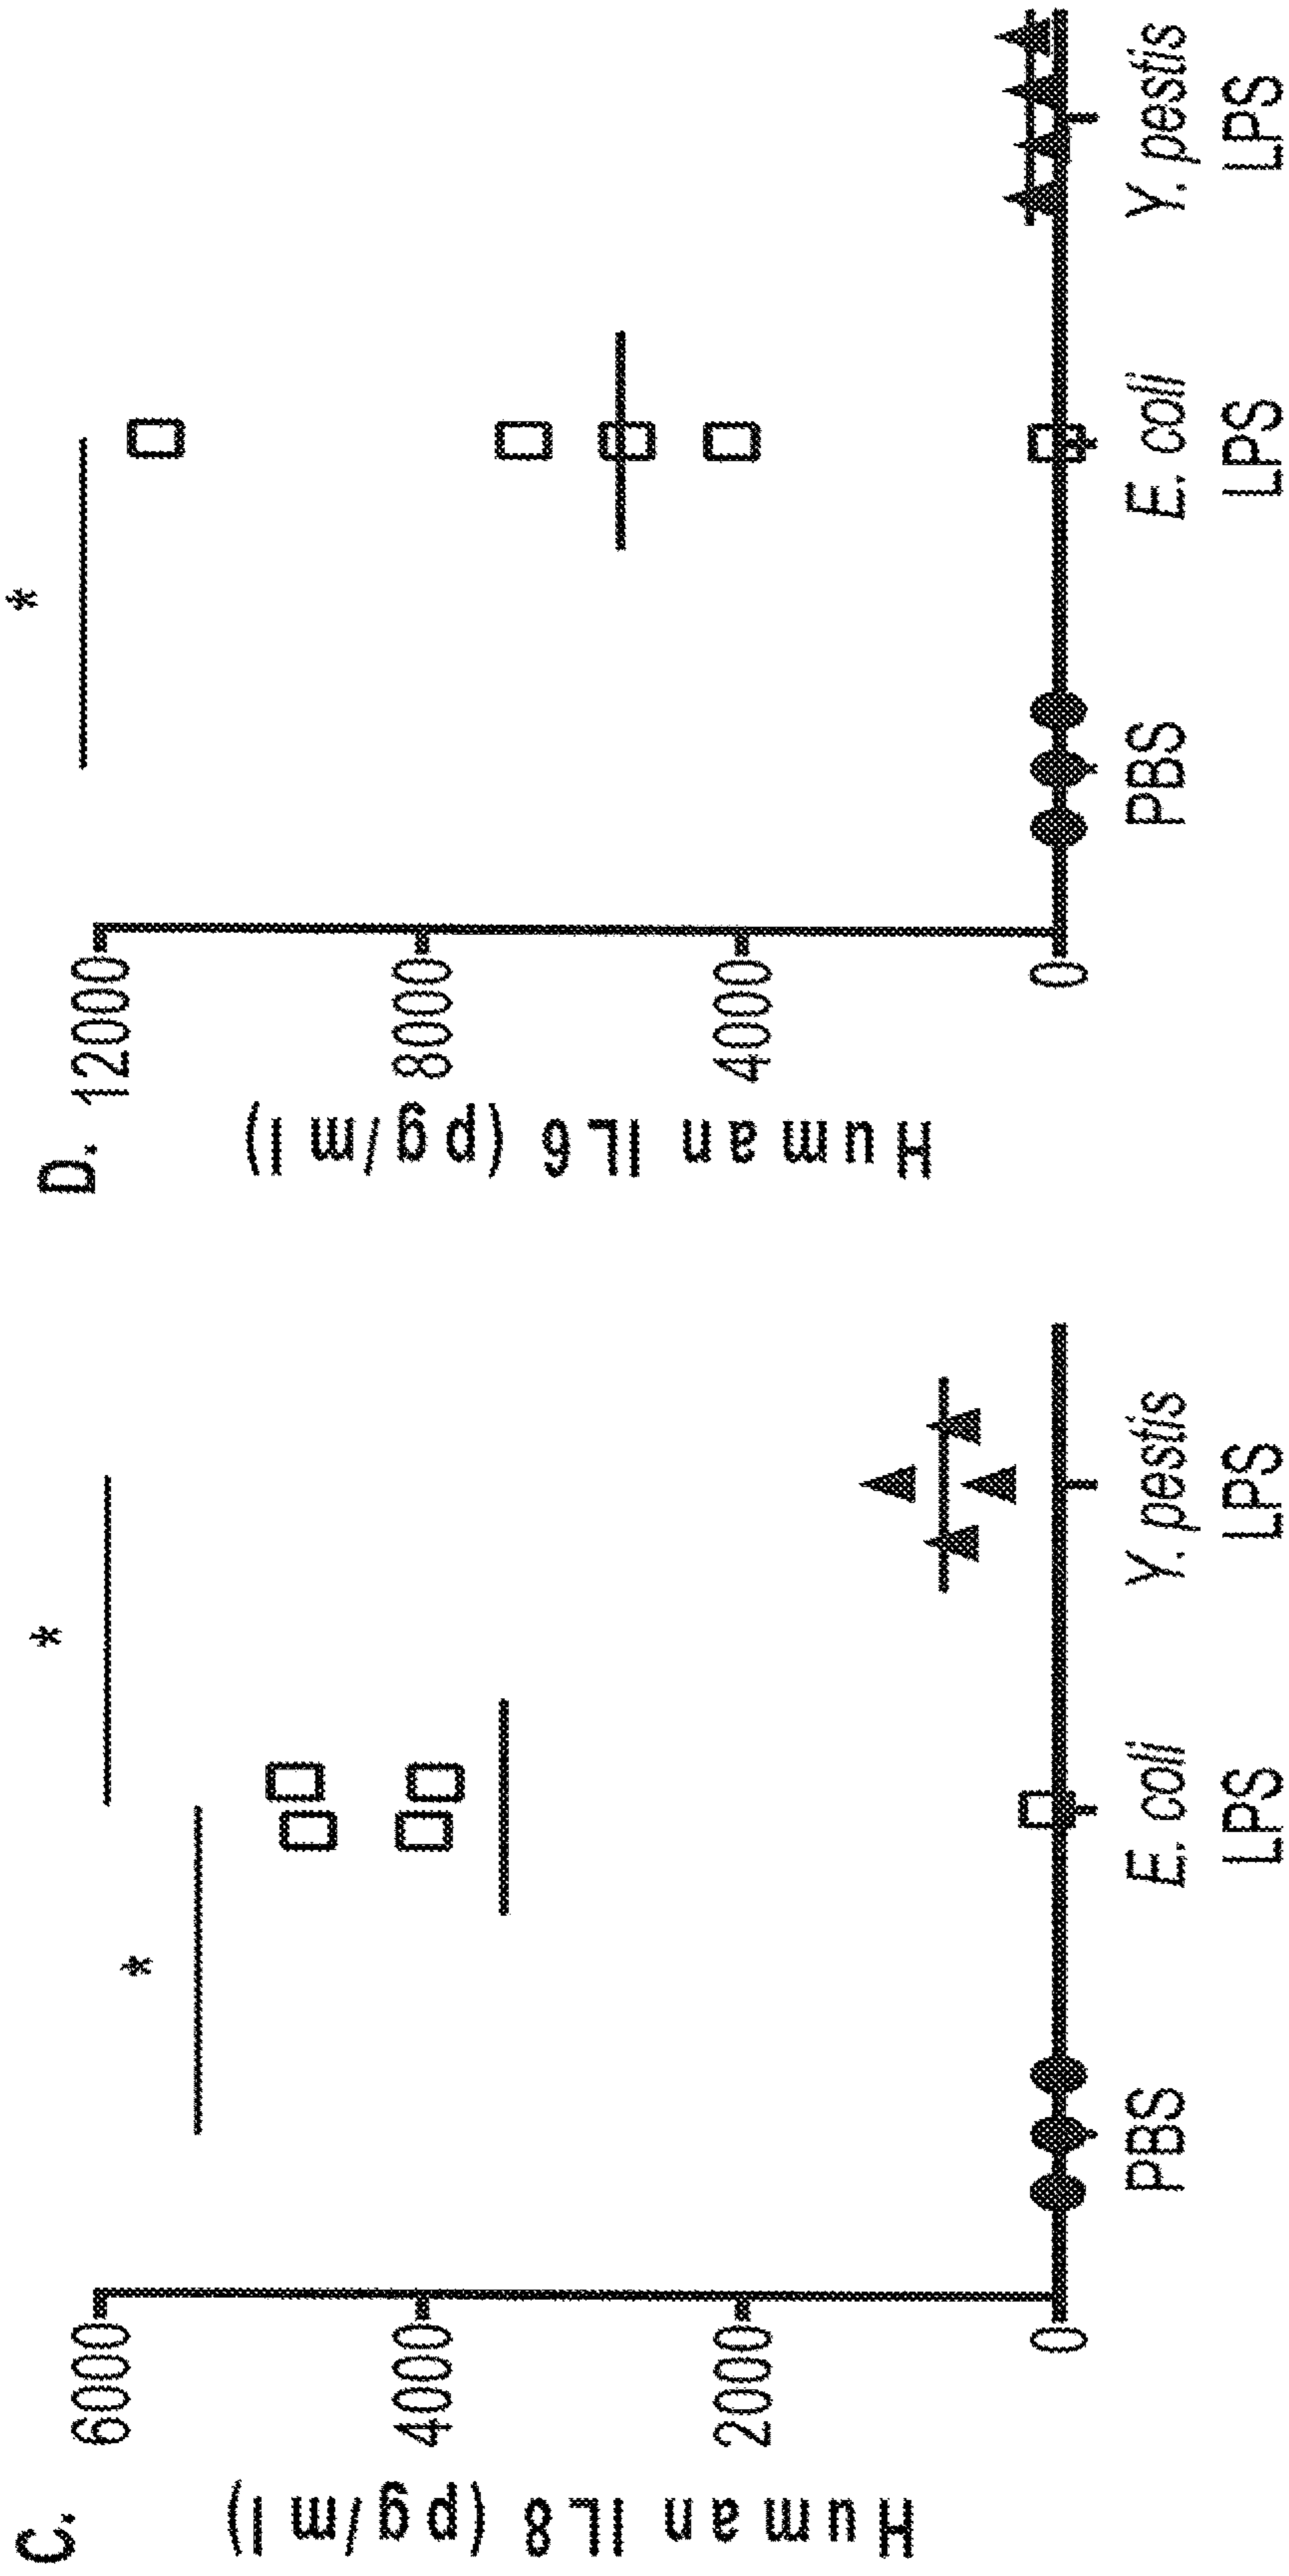 C.
Human IL8 (pg/ml)
6000
4000
2000
0
*
*
PBS
E. coli
LPS
Y. pestis
LPS
D.
Human IL6 (pg/ml)
12000
8000
4000
0
*
PBS
E. coli
LPS
Y. pestis
LPS